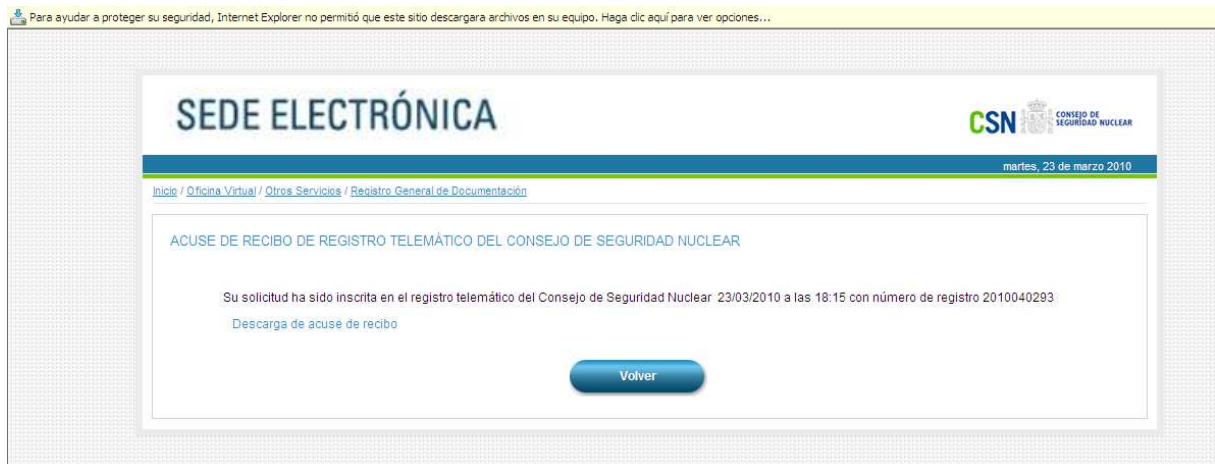 Para ayudar a proteger su seguridad, Internet Explorer no permitió que este sitio descargara archivos en su equipo. Haga clic aquí para ver opciones...
SEDE ELECTRÓNICA
CSN CONSEJO DE
SEGURIDAD NUCLEAR
martes, 23 de marzo 2010
Inicio / Oficina Virtual / Otros Servicios / Registro General de Documentación
ACUSE DE RECIBO DE REGISTRO TELEMÁTICO DEL CONSEJO DE SEGURIDAD NUCLEAR
Su solicitud ha sido inscrita en el registro telemático del Consejo de Seguridad Nuclear 23/03/2010 a las 18:15 con número de registro 2010040293
Descarga de acuse de recibo
Volver